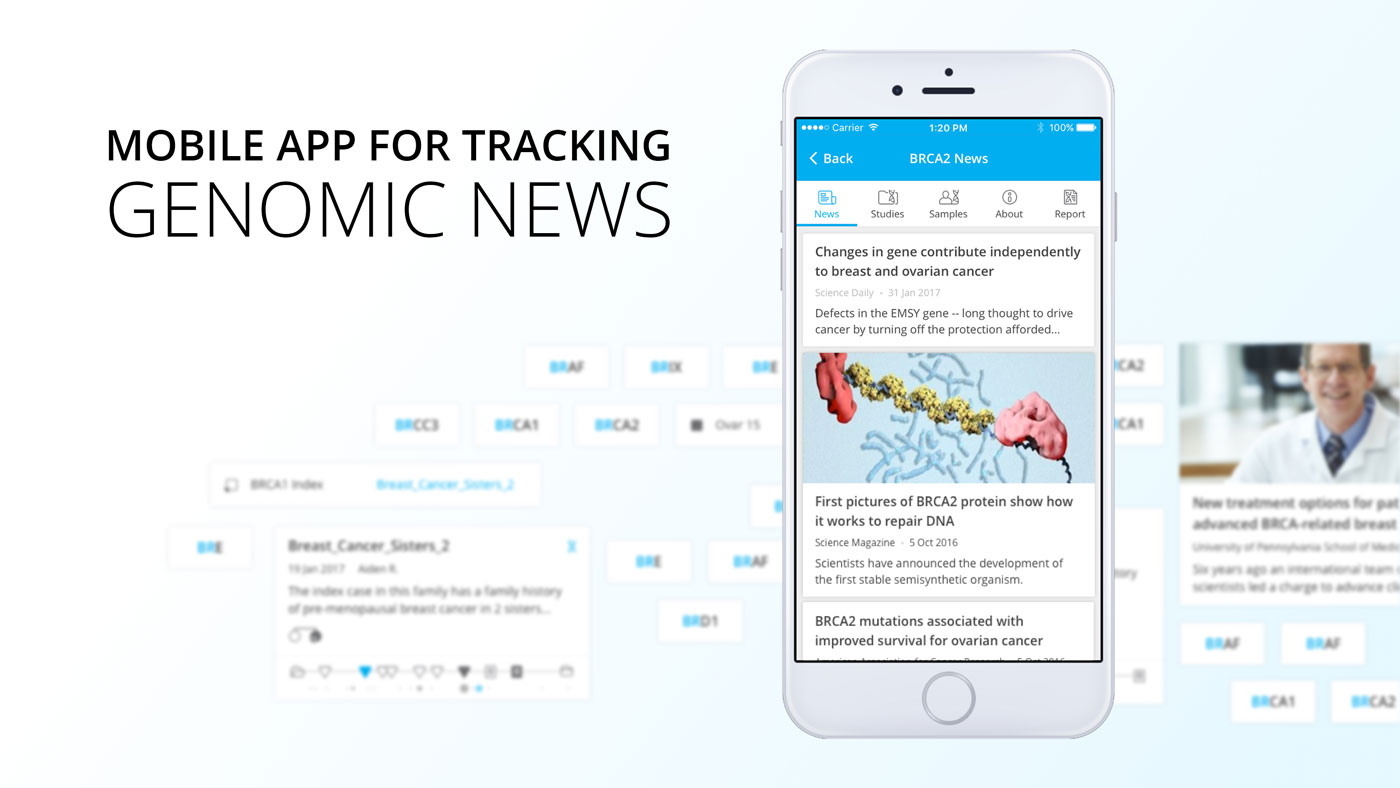 MOBILE APP FOR TRACKING
GENOMIC NEWS
Carrier 1:20 PM 100%
Back BRCA2 News
News Studies Samples About Report
Changes in gene contribute independently
to breast and ovarian cancer
Science Daily - 31 Jan 2017
Defects in the EMSY gene -- long thought to drive
cancer by turning off the protection afforded...
First pictures of BRCA2 protein show how
it works to repair DNA
Science Magazine - 5 Oct 2016
Scientists have announced the development of
the first stable semisynthetic organism.
BRCA2 mutations associated with
improved survival for ovarian cancer
BRAF BRIX BRE
BRCC3 BRCA1 BRCA2 Ovar 15
BRCA1 Index Breast_Cancer_Sisters_2
BRE
Breast_Cancer_Sisters_2 X
19 Jan 2017 Aiden R.
The index case in this family has a family history
of pre-menopausal breast cancer in 2 sisters...
BRE BRAF
BRD1
CA2
CA1
tory
New treatment options for pat
advanced BRCA-related breast
University of Pennsylvania School of Medic
Six years ago an international team
scientists led a charge to advance cli
BRAF BRAF
BRCA1 BRCA2